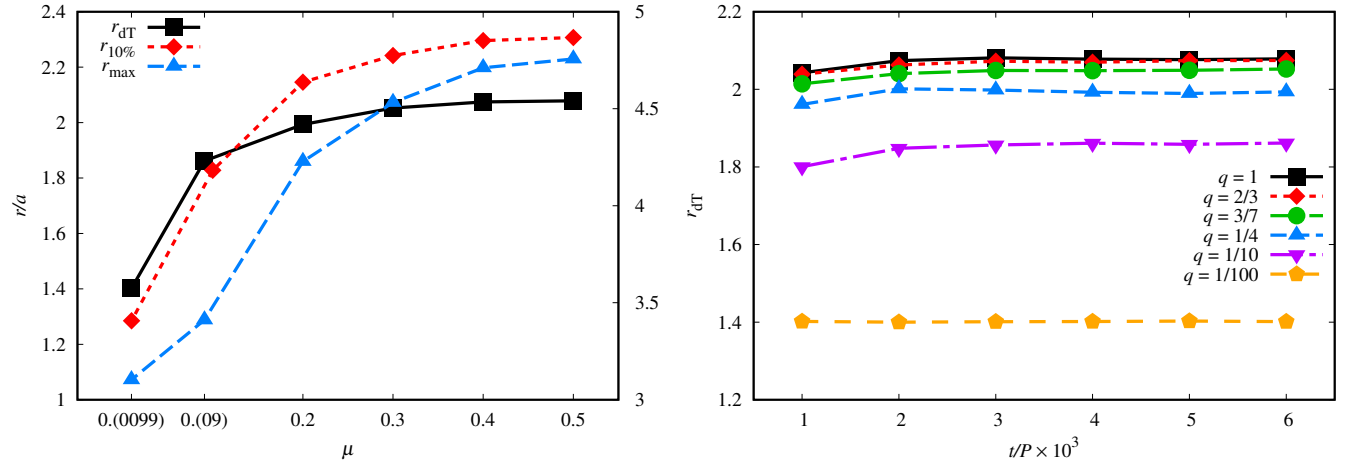 2.4
2.2
2
1.8
1.6
1.4
1.2
1
r/a
r_dT
r_10%
r_max
5
4.5
4
3.5
3
0.(0099) 0.(09) 0.2 0.3 0.4 0.5
μ
2.2
2
1.8
1.6
1.4
1.2
r_dT
q = 1
q = 2/3
q = 3/7
q = 1/4
q = 1/10
q = 1/100
1 2 3 4 5 6
t/P × 10³